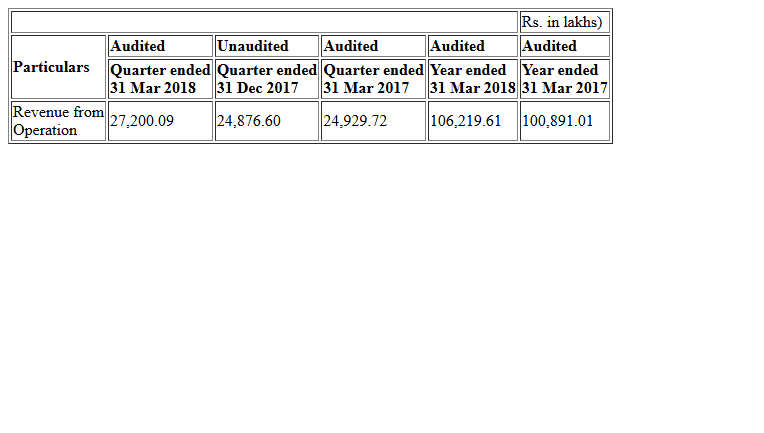 Rs. in lakhs)
Particulars
Audited Unaudited Audited Audited Audited
Quarter ended Quarter ended Quarter ended Year ended Year ended
31 Mar 2018 31 Dec 2017 31 Mar 2017 31 Mar 2018 31 Mar 2017
Revenue from
Operation
27,200.09 24,876.60 24,929.72 106,219.61 100,891.01